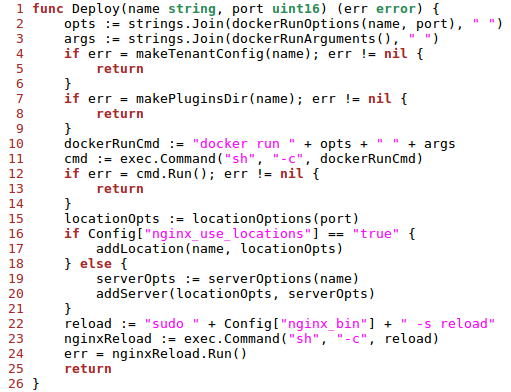 1 func Deploy(name string, port uint16) (err error) {
2     opts := strings.Join(dockerRunOptions(name, port), " ")
3     args := strings.Join(dockerRunArguments(), " ")
4     if err = makeTenantConfig(name); err != nil {
5         return
6     }
7     if err = makePluginsDir(name); err != nil {
8         return
9     }
10     dockerRunCmd := "docker run " + opts + " " + args
11     cmd := exec.Command("sh", "-c", dockerRunCmd)
12     if err = cmd.Run(); err != nil {
13         return
14     }
15     locationOpts := locationOptions(port)
16     if Config["nginx_use_locations"] == "true" {
17         addLocation(name, locationOpts)
18     } else {
19         serverOpts := serverOptions(name)
20         addServer(locationOpts, serverOpts)
21     }
22     reload := "sudo " + Config["nginx_bin"] + " -s reload"
23     nginxReload := exec.Command("sh", "-c", reload)
24     err = nginxReload.Run()
25     return
26 }